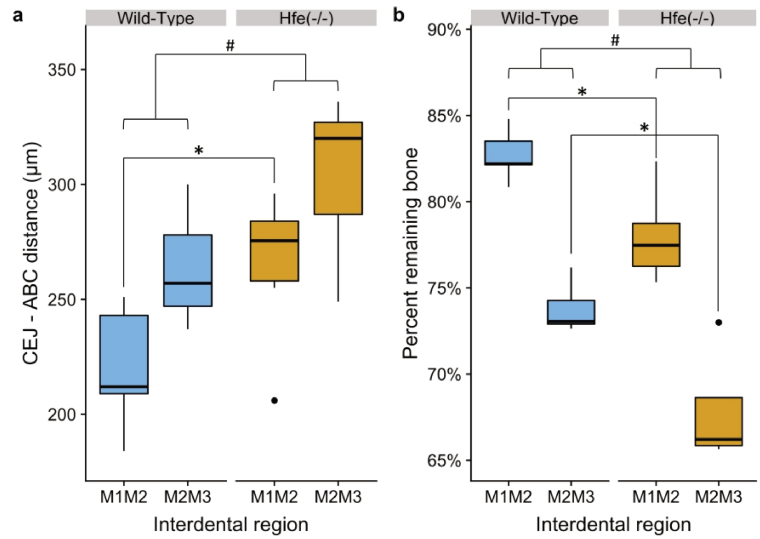 a
Wild-Type
Hfe(-/-)
#
*
350
300
250
200
CEJ - ABC distance (μm)
M1M2
M2M3
M1M2
M2M3
Interdental region
b
Wild-Type
Hfe(-/-)
#
*
*
90%
85%
80%
75%
70%
65%
Percent remaining bone
M1M2
M2M3
M1M2
M2M3
Interdental region